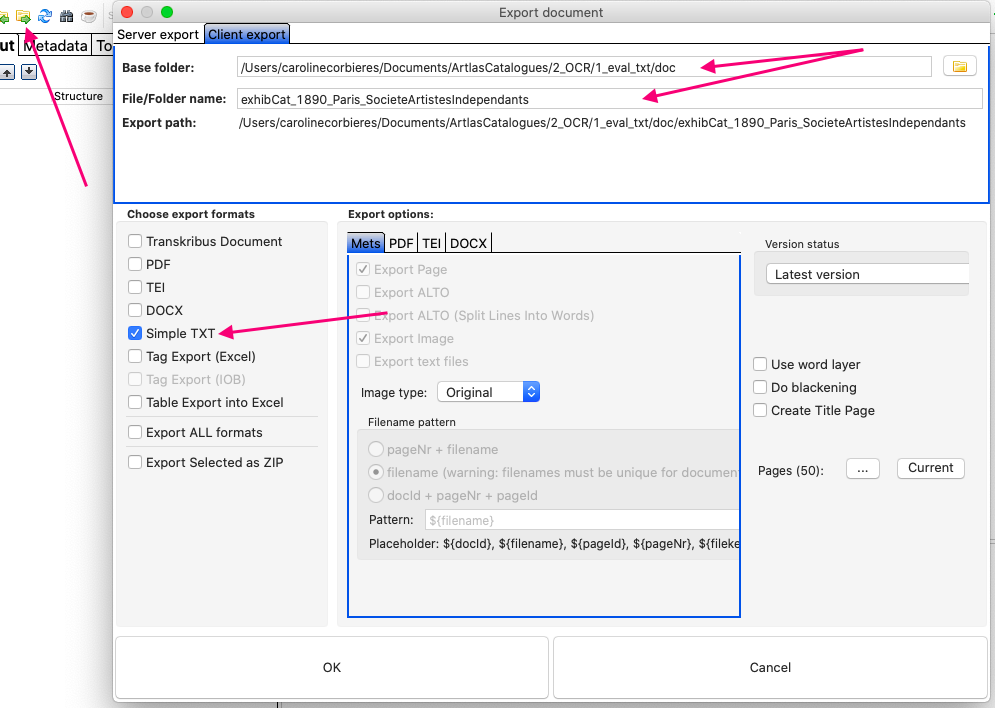 Export document
Server export Client export
ut Metadata To
Structure
Base folder: /Users/carolinecorbieres/Documents/ArtlasCatalogues/2_OCR/1_eval_txt/doc
File/Folder name: exhibCat_1890_Paris_SocieteArtistesIndependants
Export path: /Users/carolinecorbieres/Documents/ArtlasCatalogues/2_OCR/1_eval_txt/doc/exhibCat_1890_Paris_SocieteArtistesIndependants
Choose export formats
Transkribus Document
PDF
TEI
DOCX
Simple TXT
Tag Export (Excel)
Tag Export (IOB)
Table Export into Excel
Export ALL formats
Export Selected as ZIP
Export options:
Mets PDF TEI DOCX
Export Page
Export ALTO
Export ALTO (Split Lines Into Words)
Export Image
Export text files
Image type: Original
Filename pattern
pageNr + filename
filename (warning: filenames must be unique for documen
docId + pageNr + pageId
Pattern: ${filename}
Placeholder: ${docId}, ${filename}, ${pageId}, ${pageNr}, ${fileke
Version status
Latest version
Use word layer
Do blackening
Create Title Page
Pages (50): ... Current
OK Cancel